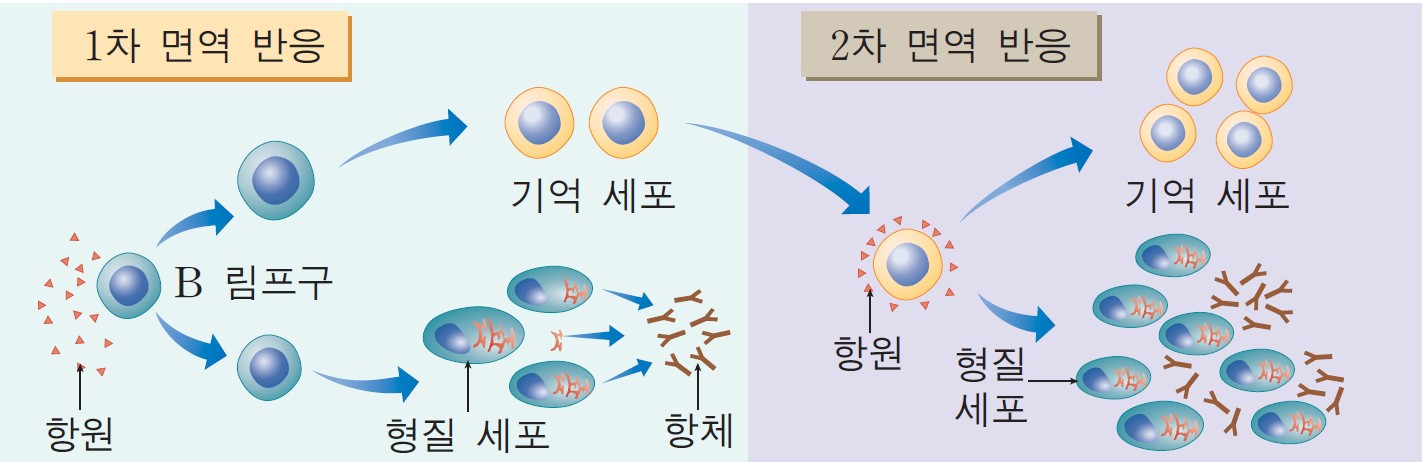 1차 면역 반응
기억 세포
B 림프구
항원
형질 세포
항체
2차 면역 반응
기억 세포
항원
형질
세포